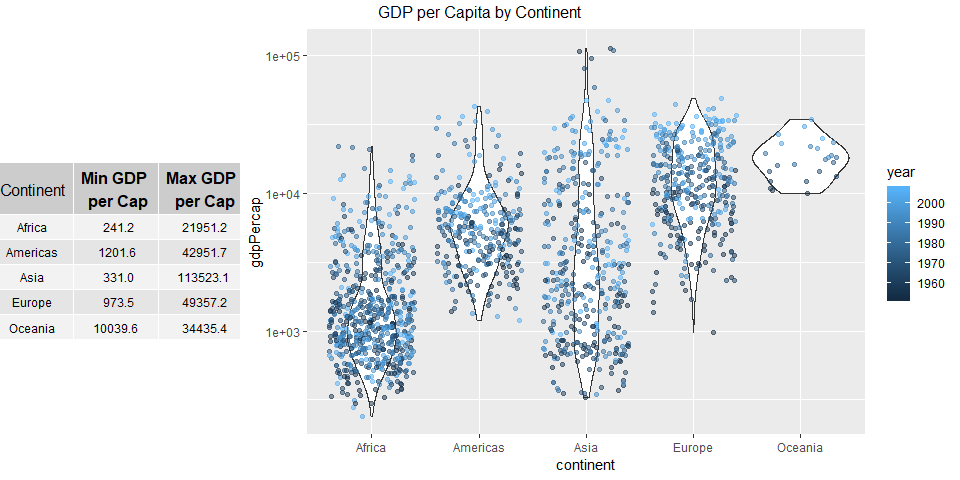 GDP per Capita by Continent
Continent Min GDP per Cap Max GDP per Cap
Africa 241.2 21951.2
Americas 1201.6 42951.7
Asia 331.0 113523.1
Europe 973.5 49357.2
Oceania 10039.6 34435.4
gdpPercap
1e+05
1e+04
1e+03
Africa Americas Asia Europe Oceania
continent
year
2000
1990
1980
1970
1960